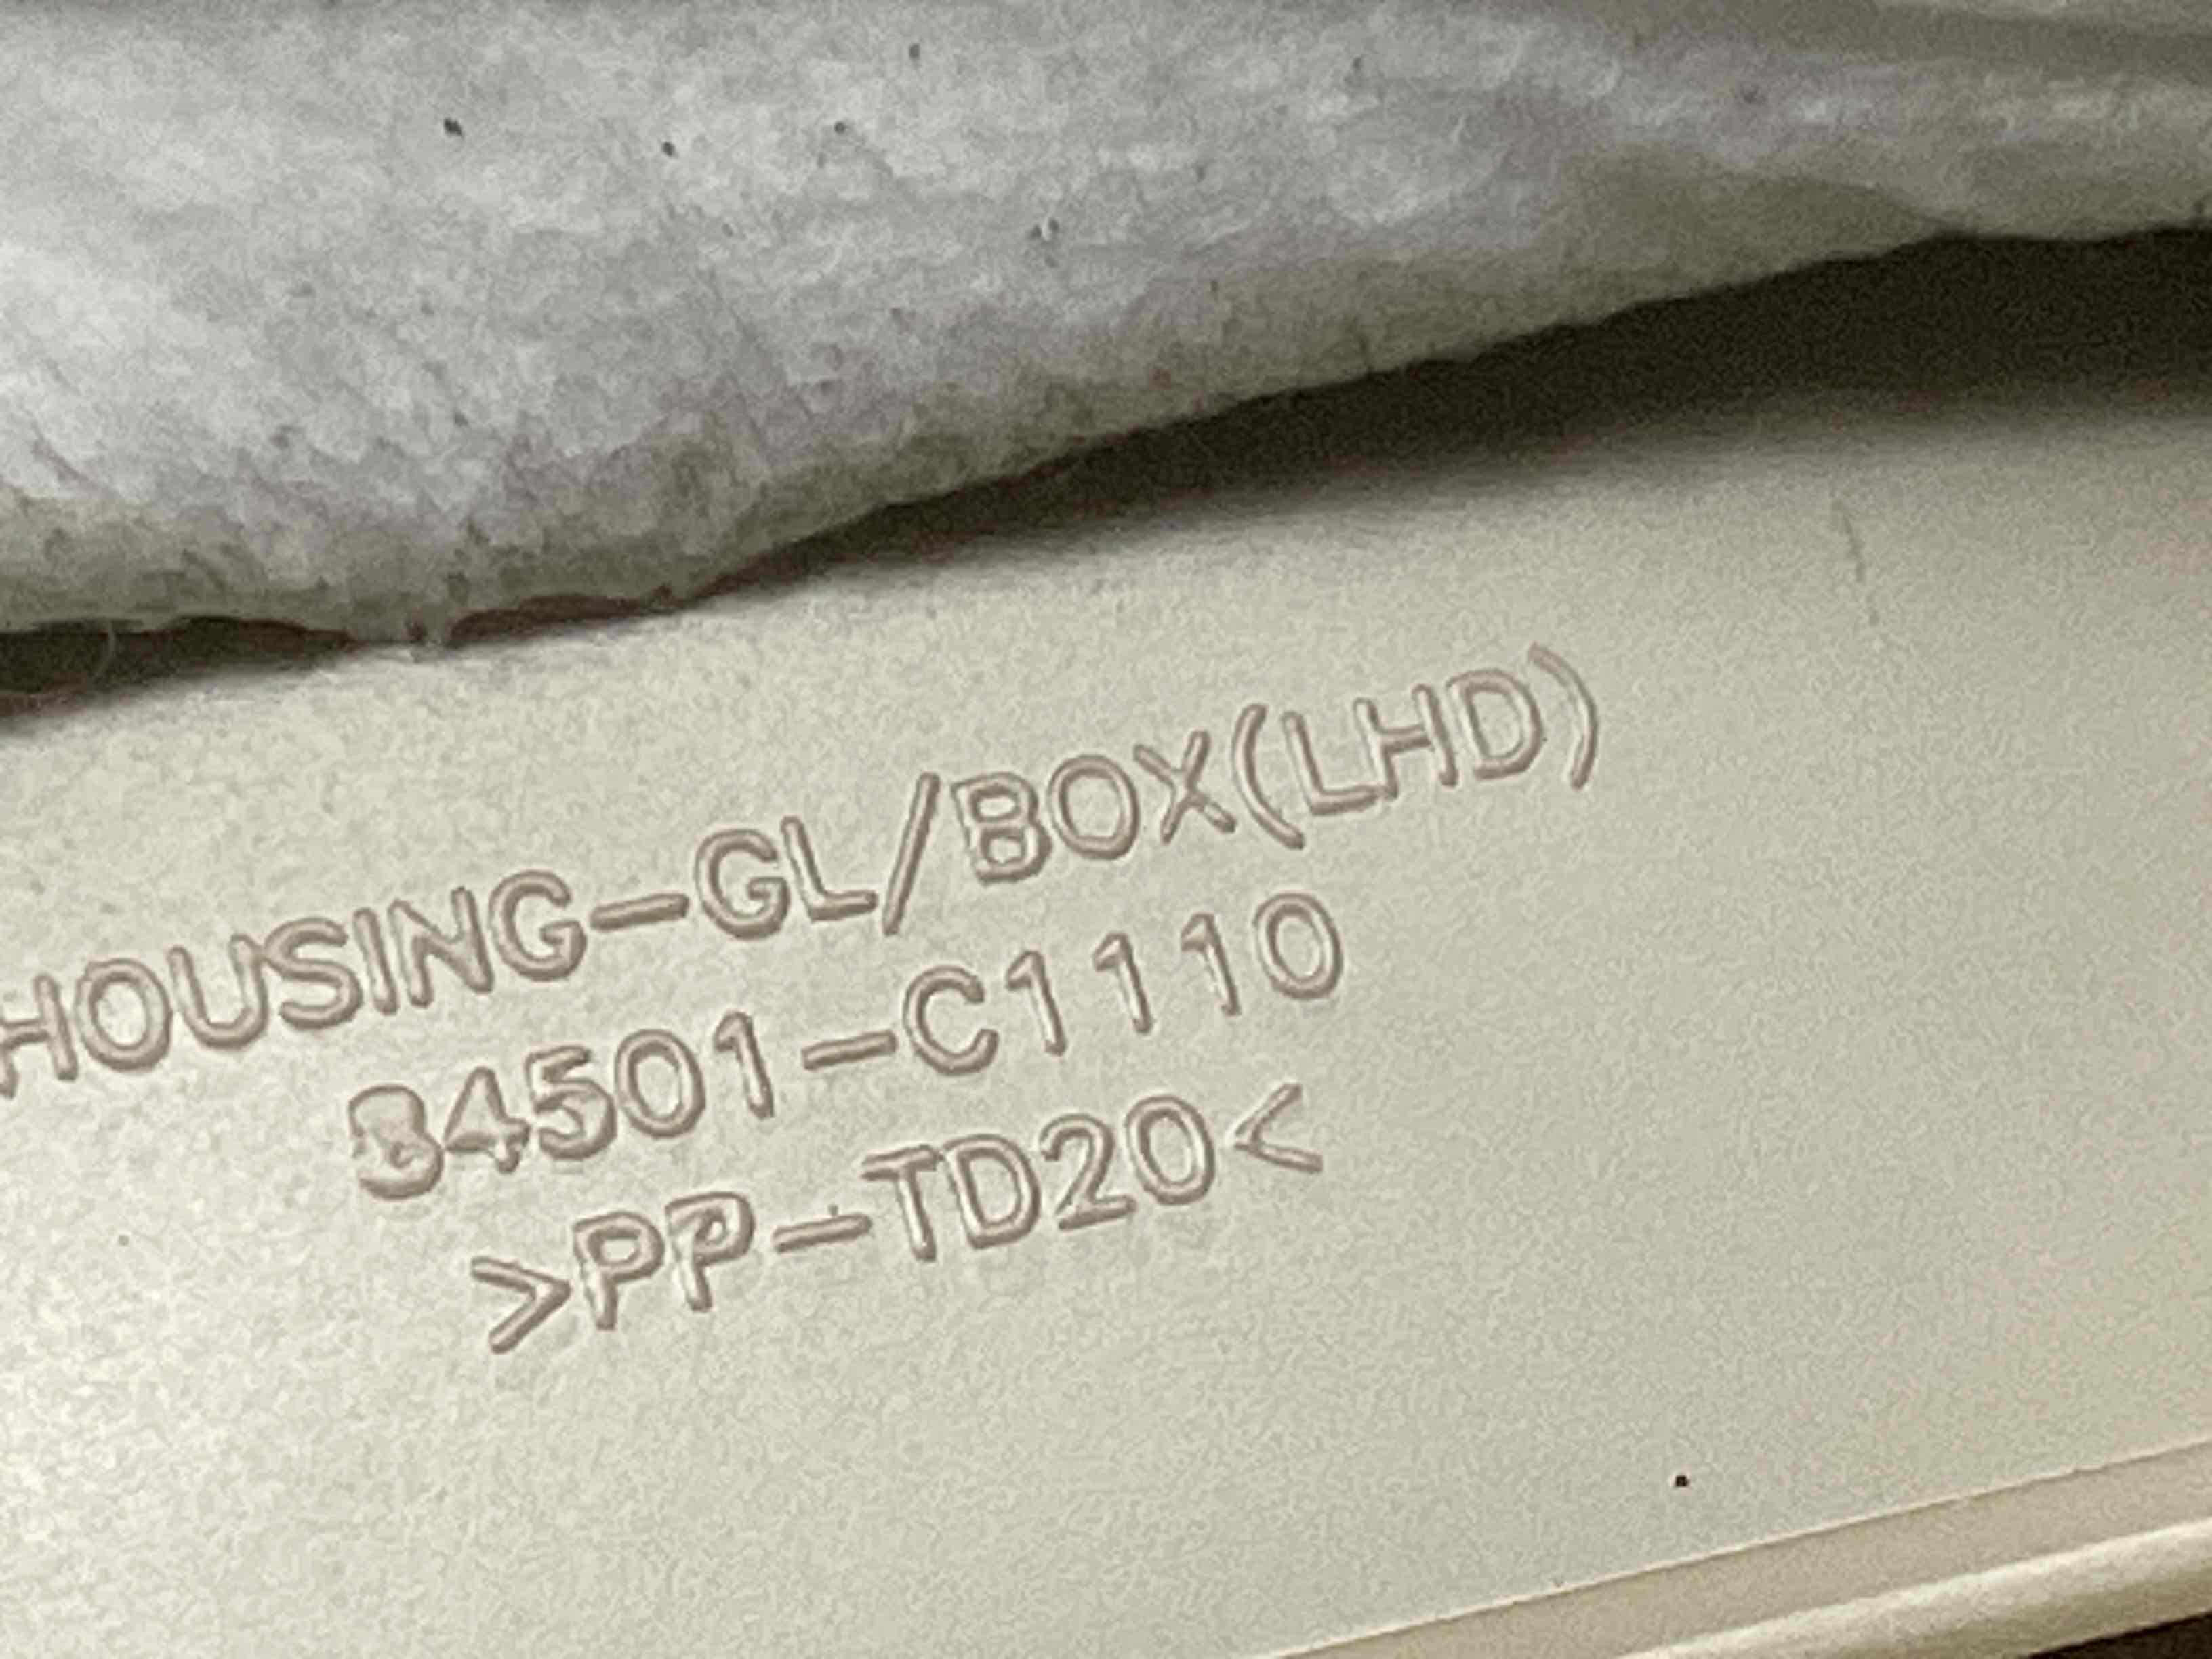 HOUSING-GL/BOX(LHD)
84501-C1110
>PP-TD20<